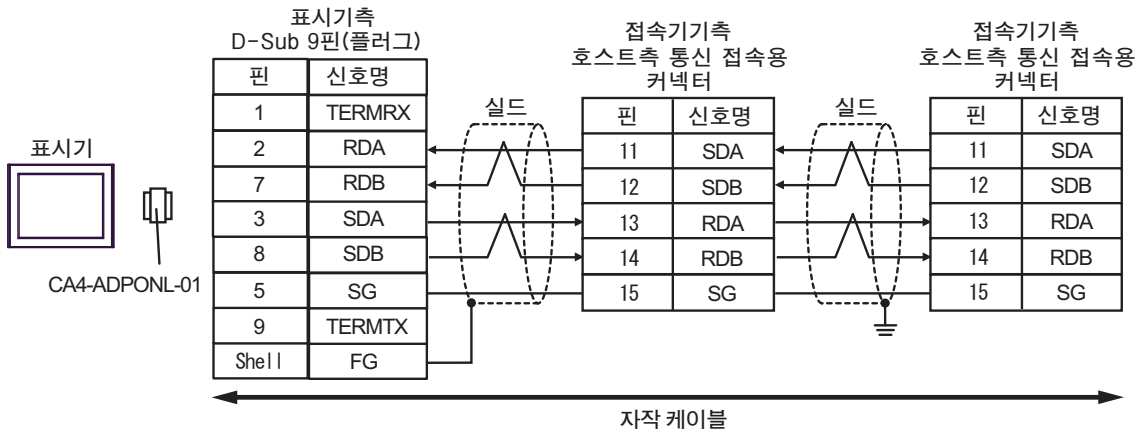 표시기
CA4-ADPONL-01
표시기측
D-Sub 9핀(플러그)
핀 신호명
1 TERMRX
2 RDA
7 RDB
3 SDA
8 SDB
5 SG
9 TERMTX
Shell FG
실드
접속기기측
호스트측 통신 접속용
커넥터
핀 신호명
11 SDA
12 SDB
13 RDA
14 RDB
15 SG
실드
접속기기측
호스트측 통신 접속용
커넥터
핀 신호명
11 SDA
12 SDB
13 RDA
14 RDB
15 SG
자작 케이블